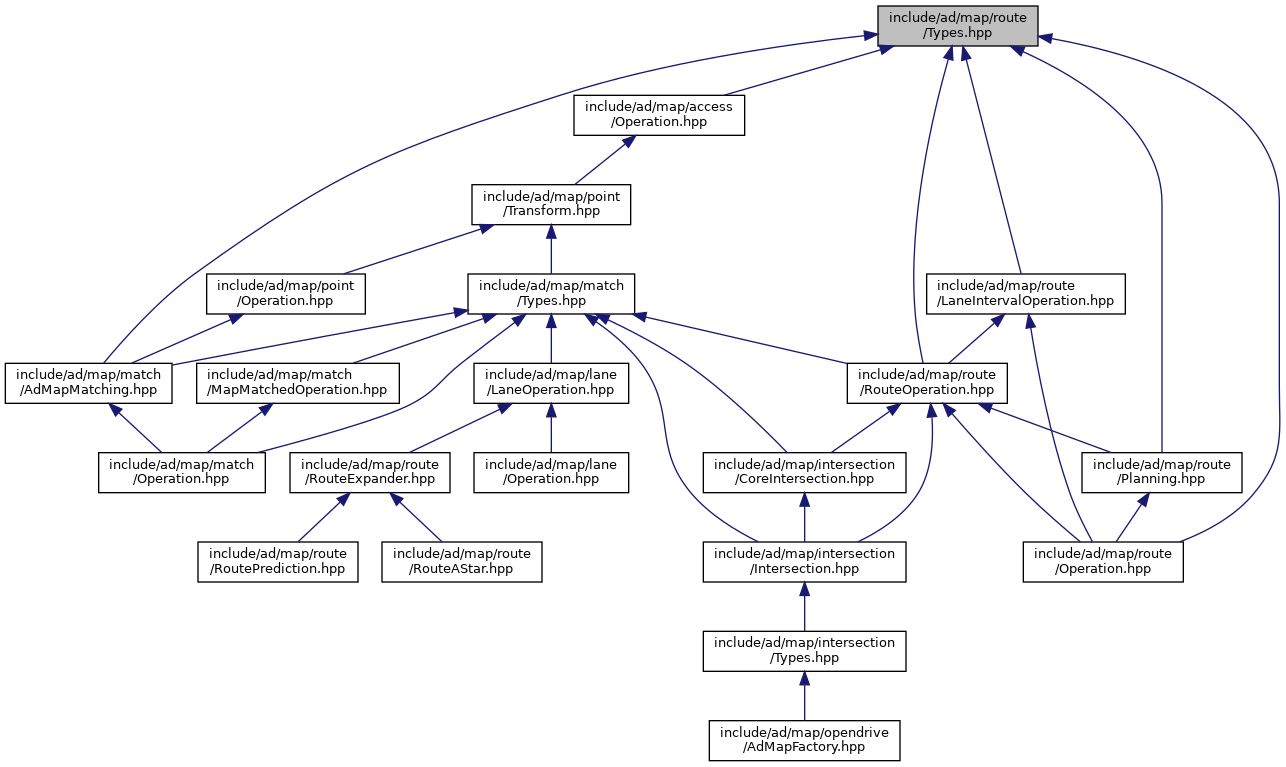 include/ad/map/route
/Types.hpp
include/ad/map/access
/Operation.hpp
include/ad/map/point
/Transform.hpp
include/ad/map/point
/Operation.hpp
include/ad/map/match
/Types.hpp
include/ad/map/route
/LaneIntervalOperation.hpp
include/ad/map/match
/AdMapMatching.hpp
include/ad/map/match
/MapMatchedOperation.hpp
include/ad/map/lane
/LaneOperation.hpp
include/ad/map/route
/RouteOperation.hpp
include/ad/map/match
/Operation.hpp
include/ad/map/route
/RouteExpander.hpp
include/ad/map/lane
/Operation.hpp
include/ad/map/intersection
/CoreIntersection.hpp
include/ad/map/route
/Planning.hpp
include/ad/map/route
/RoutePrediction.hpp
include/ad/map/route
/RouteAStar.hpp
include/ad/map/intersection
/Intersection.hpp
include/ad/map/route
/Operation.hpp
include/ad/map/intersection
/Types.hpp
include/ad/map/opendrive
/AdMapFactory.hpp